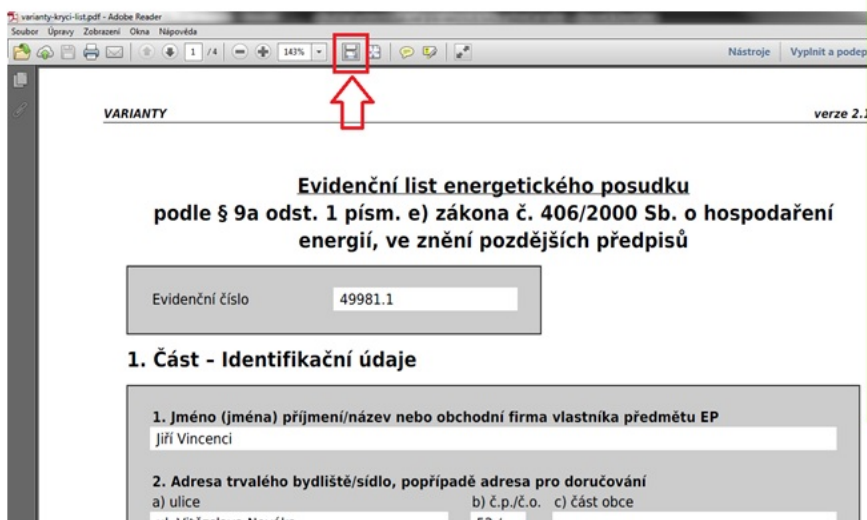 varianty-kryci-list.pdf - Adobe Reader
Soubor Úpravy Zobrazení Okna Nápověda
1 /4 143% Nástroje Vyplnit a podep
VARIANTY verze 2.1
Evidenční list energetického posudku
podle § 9a odst. 1 písm. e) zákona č. 406/2000 Sb. o hospodaření
energií, ve znění pozdějších předpisů
Evidenční číslo 49981.1
1. Část – Identifikační údaje
1. Jméno (jména) příjmení/název nebo obchodní firma vlastníka předmětu EP
Jiří Vincenci
2. Adresa trvalého bydliště/sídlo, popřípadě adresa pro doručování
a) ulice b) č.p./č.o. c) část obce